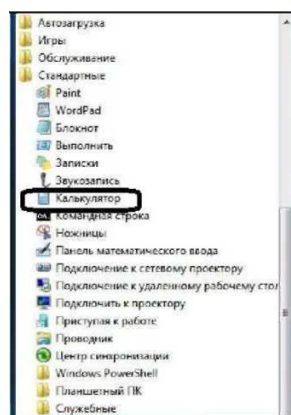 Автозагрузка
Игры
Обслуживание
Стандартные
Paint
WordPad
Блокнот
Выполнить
Записки
Звукозапись
Калькулятор
Командная строка
Ножницы
Панель математического ввода
Подключение к сетевому проектору
Подключение к удаленному рабочему стол
Подключить к проектору
Приступая к работе
Проводник
Центр синхронизации
Windows PowerShell
Планшетный ПК
Служебные